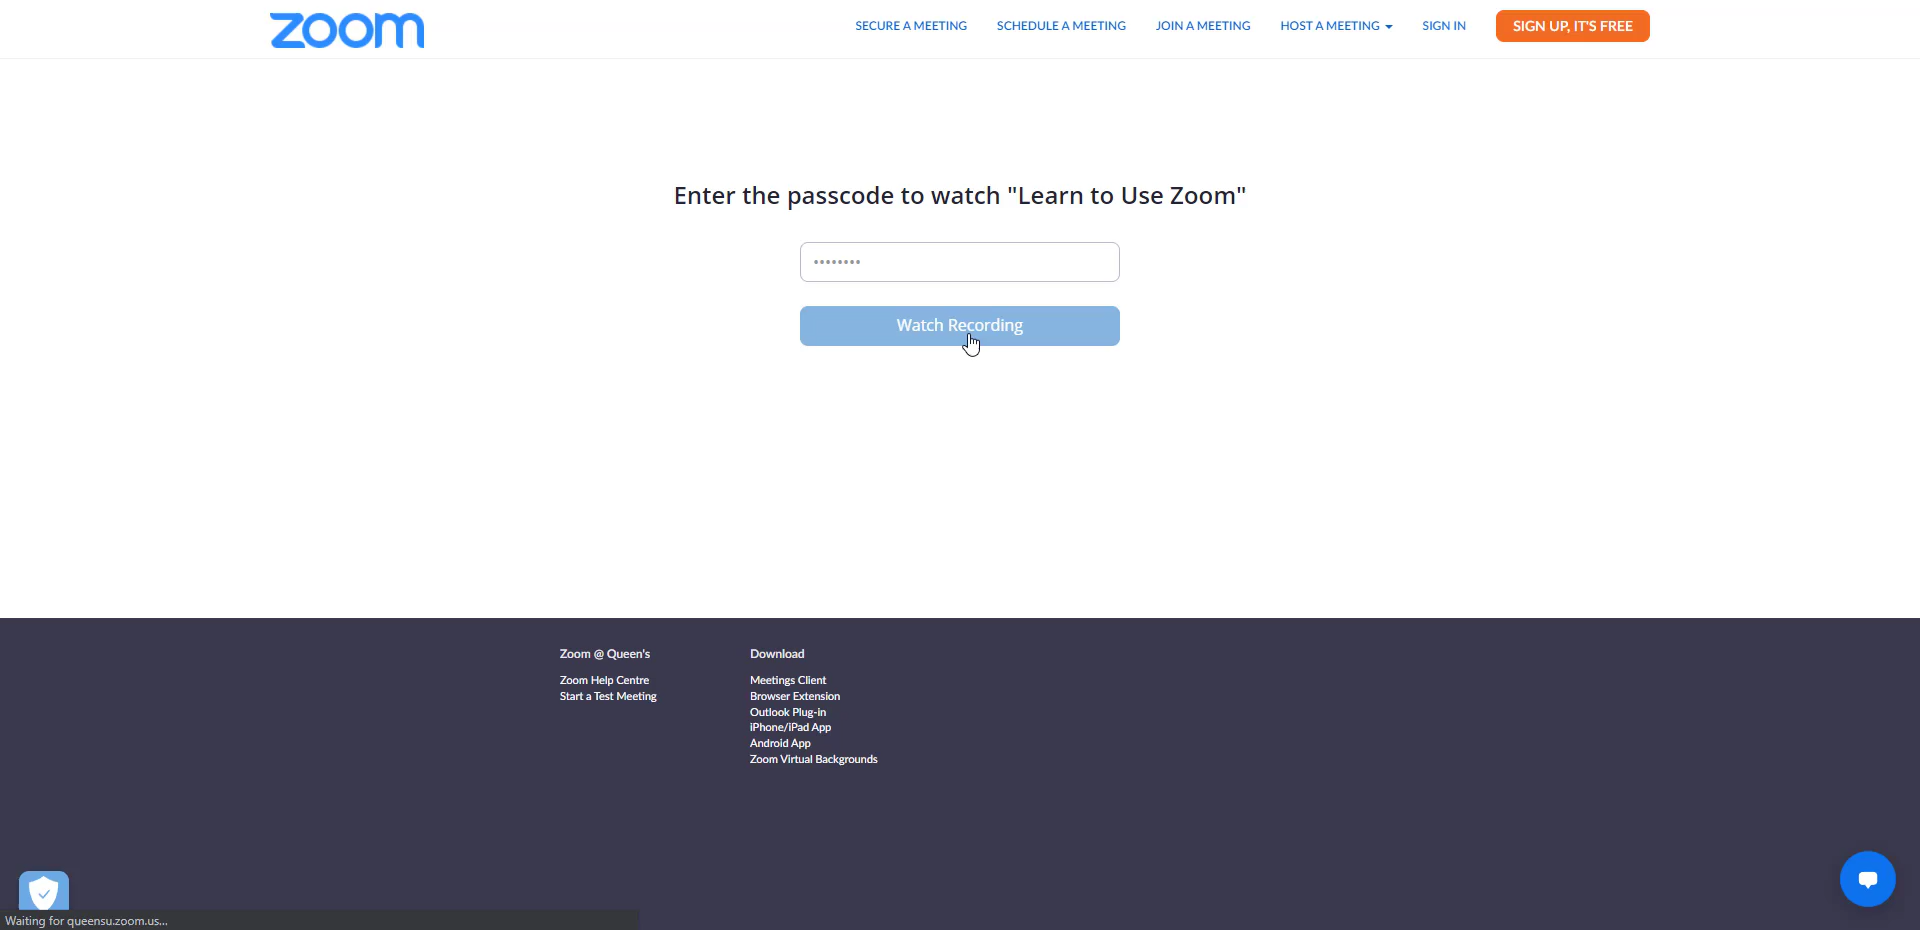 zoom
SECURE A MEETING SCHEDULE A MEETING JOIN A MEETING HOST A MEETING SIGN IN SIGN UP, IT'S FREE
Enter the passcode to watch "Learn to Use Zoom"
••••••••
Watch Recording
Zoom @ Queen's
Zoom Help Centre
Start a Test Meeting
Download
Meetings Client
Browser Extension
Outlook Plug-in
iPhone/iPad App
Android App
Zoom Virtual Backgrounds
Waiting for queensu.zoom.us...